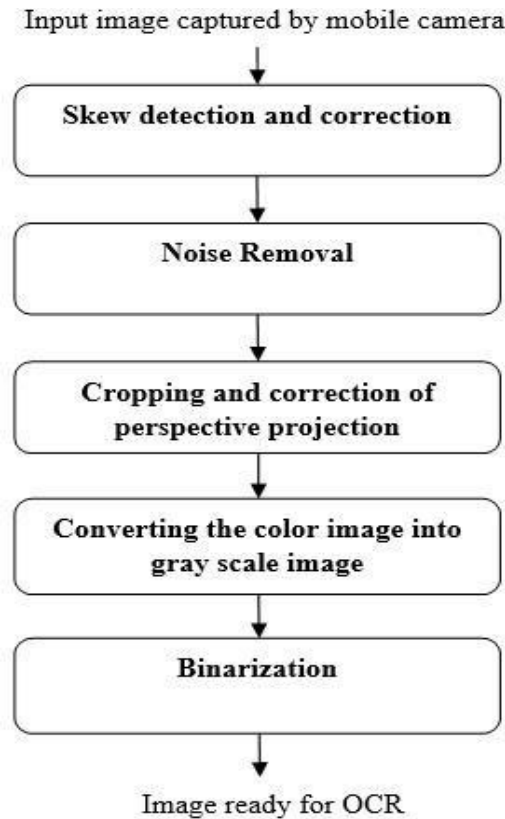 Input image captured by mobile camera
Skew detection and correction
Noise Removal
Cropping and correction of
perspective projection
Converting the color image into
gray scale image
Binarization
Image ready for OCR